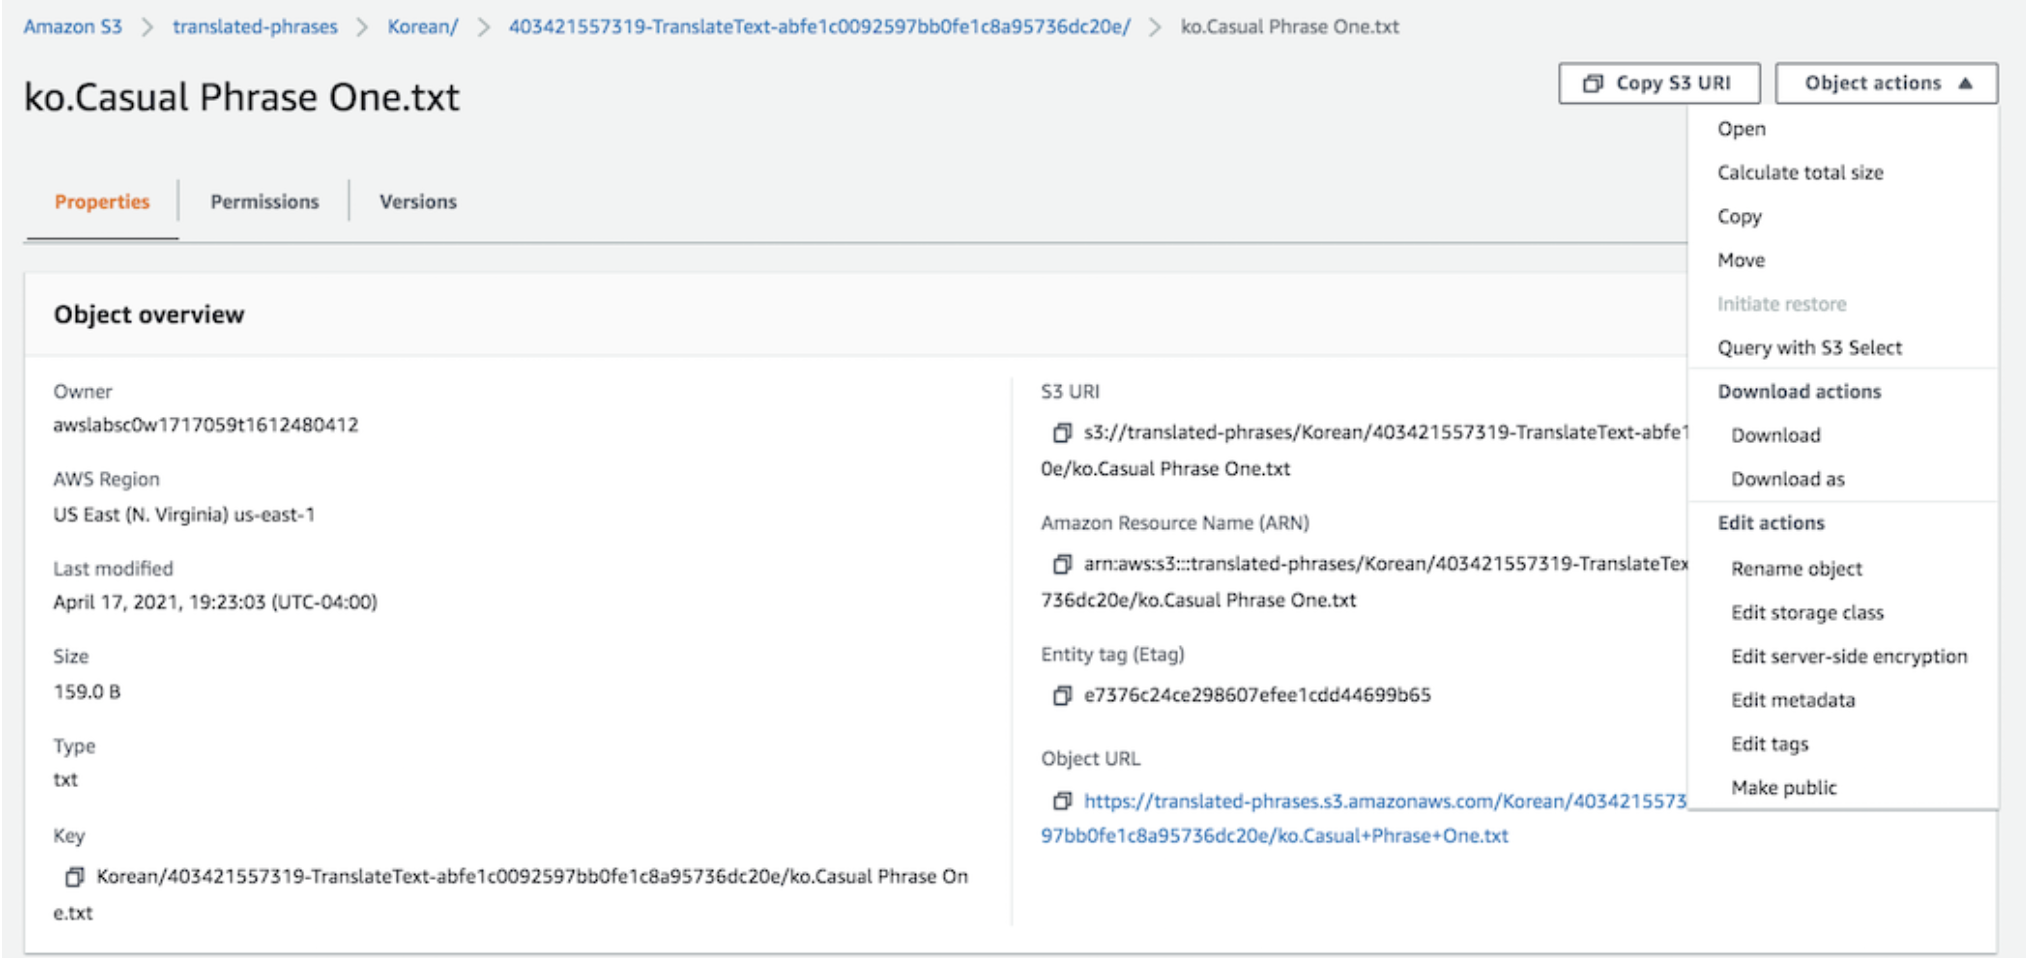 Amazon S3 > translated-phrases > Korean/ > 403421557319-TranslateText-abfe1c0092597bb0fe1c8a95736dc20e/ > ko.Casual Phrase One.txt
ko.Casual Phrase One.txt
Copy S3 URI
Object actions
Open
Calculate total size
Copy
Move
Initiate restore
Query with S3 Select
Download actions
Download
Download as
Edit actions
Rename object
Edit storage class
Edit server-side encryption
Edit metadata
Edit tags
Make public
Properties
Permissions
Versions
Object overview
Owner
awslabsc0w1717059t1612480412
AWS Region
US East (N. Virginia) us-east-1
Last modified
April 17, 2021, 19:23:03 (UTC-04:00)
Size
159.0 B
Type
txt
Key
Korean/403421557319-TranslateText-abfe1c0092597bb0fe1c8a95736dc20e/ko.Casual Phrase On
e.txt
S3 URI
s3://translated-phrases/Korean/403421557319-TranslateText-abfe1
0e/ko.Casual Phrase One.txt
Amazon Resource Name (ARN)
arn:aws:s3:::translated-phrases/Korean/403421557319-TranslateTex
736dc20e/ko.Casual Phrase One.txt
Entity tag (Etag)
e7376c24ce298607efee1cdd44699b65
Object URL
https://translated-phrases.s3.amazonaws.com/Korean/4034215573
97bb0fe1c8a95736dc20e/ko.Casual+Phrase+One.txt